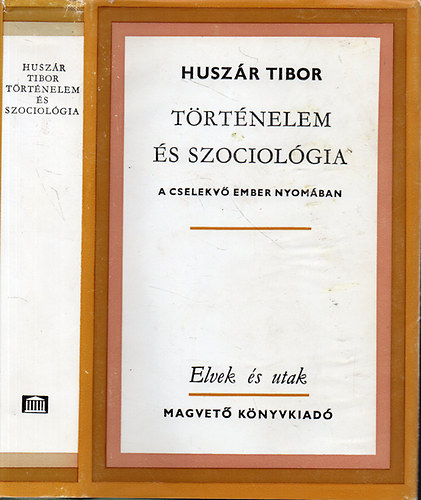 HUSZÁR
TIBOR
TÖRTÉNELEM
ÉS
SZOCIOLÓGIA
HUSZÁR TIBOR
TÖRTÉNELEM
ÉS SZOCIOLÓGIA
A CSELEKVŐ EMBER NYOMÁBAN
Elvek és utak
MAGVETŐ KÖNYVKIADÓ